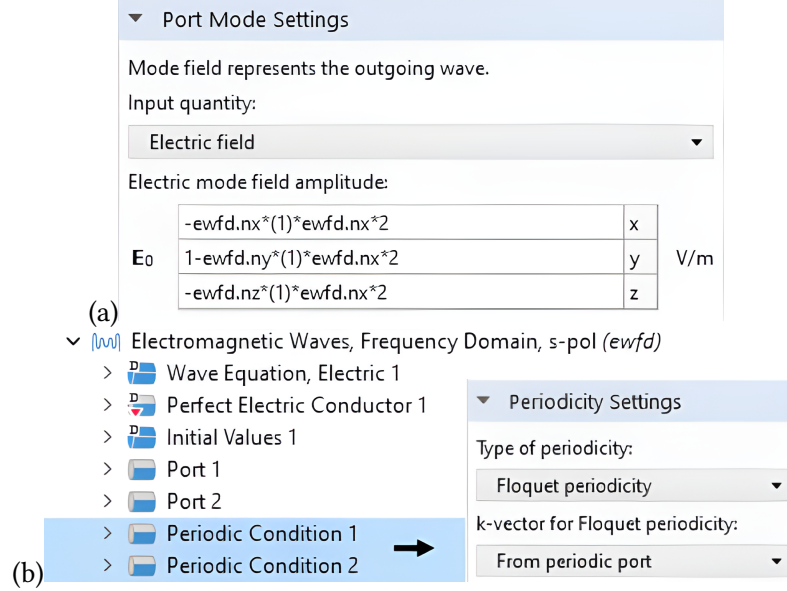 Port Mode Settings
Mode field represents the outgoing wave.
Input quantity:
Electric field
Electric mode field amplitude:
-ewfd.nx*(1)*ewfd.nx*2 x
E₀ 1-ewfd.ny*(1)*ewfd.nx*2 y V/m
-ewfd.nz*(1)*ewfd.nx*2 z
(a)
Electromagnetic Waves, Frequency Domain, s-pol (ewfd)
D Wave Equation, Electric 1
D Perfect Electric Conductor 1
D Initial Values 1
Port 1
Port 2
Periodic Condition 1
Periodic Condition 2
Periodicity Settings
Type of periodicity:
Floquet periodicity
k-vector for Floquet periodicity:
From periodic port
(b)